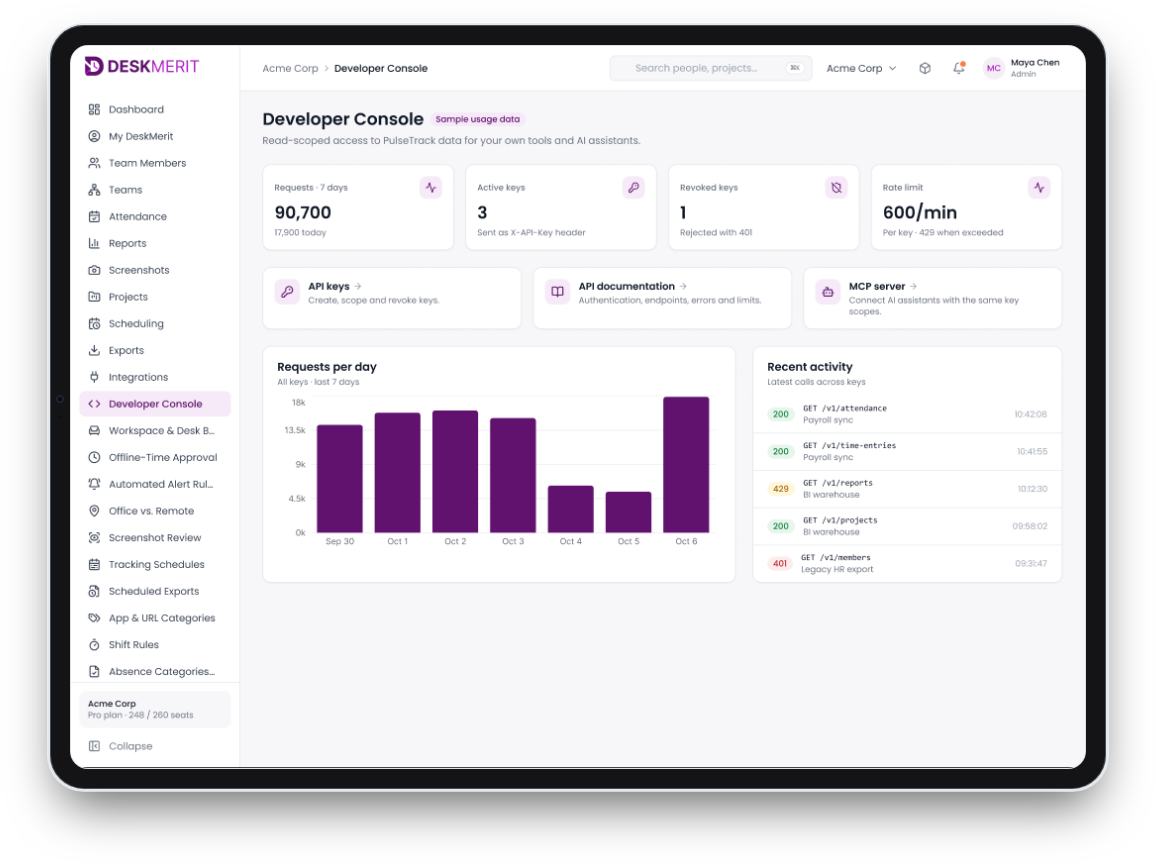 DESKMERIT
Acme Corp > Developer Console
Search people, projects...
⌘K
Acme Corp
MC
Maya Chen
Admin
Dashboard
My DeskMerit
Team Members
Teams
Attendance
Reports
Screenshots
Projects
Scheduling
Exports
Integrations
Developer Console
Workspace & Desk B...
Offline-Time Approval
Automated Alert Rul...
Office vs. Remote
Screenshot Review
Tracking Schedules
Scheduled Exports
App & URL Categories
Shift Rules
Absence Categories...
Acme Corp
Pro plan · 248 / 260 seats
Collapse
Developer Console
Sample usage data
Read-scoped access to PulseTrack data for your own tools and AI assistants.
Requests · 7 days
90,700
17,900 today
Active keys
3
Sent as X-API-Key header
Revoked keys
1
Rejected with 401
Rate limit
600/min
Per key · 429 when exceeded
API keys →
Create, scope and revoke keys.
API documentation →
Authentication, endpoints, errors and limits.
MCP server →
Connect AI assistants with the same key
scopes.
Requests per day
All keys · last 7 days
18k
13.5k
9k
4.5k
0k
Sep 30
Oct 1
Oct 2
Oct 3
Oct 4
Oct 5
Oct 6
Recent activity
Latest calls across keys
200
GET /v1/attendance
Payroll sync
10:42:08
200
GET /v1/time-entries
Payroll sync
10:41:55
429
GET /v1/reports
BI warehouse
10:12:30
200
GET /v1/projects
BI warehouse
09:58:02
401
GET /v1/members
Legacy HR export
09:31:47